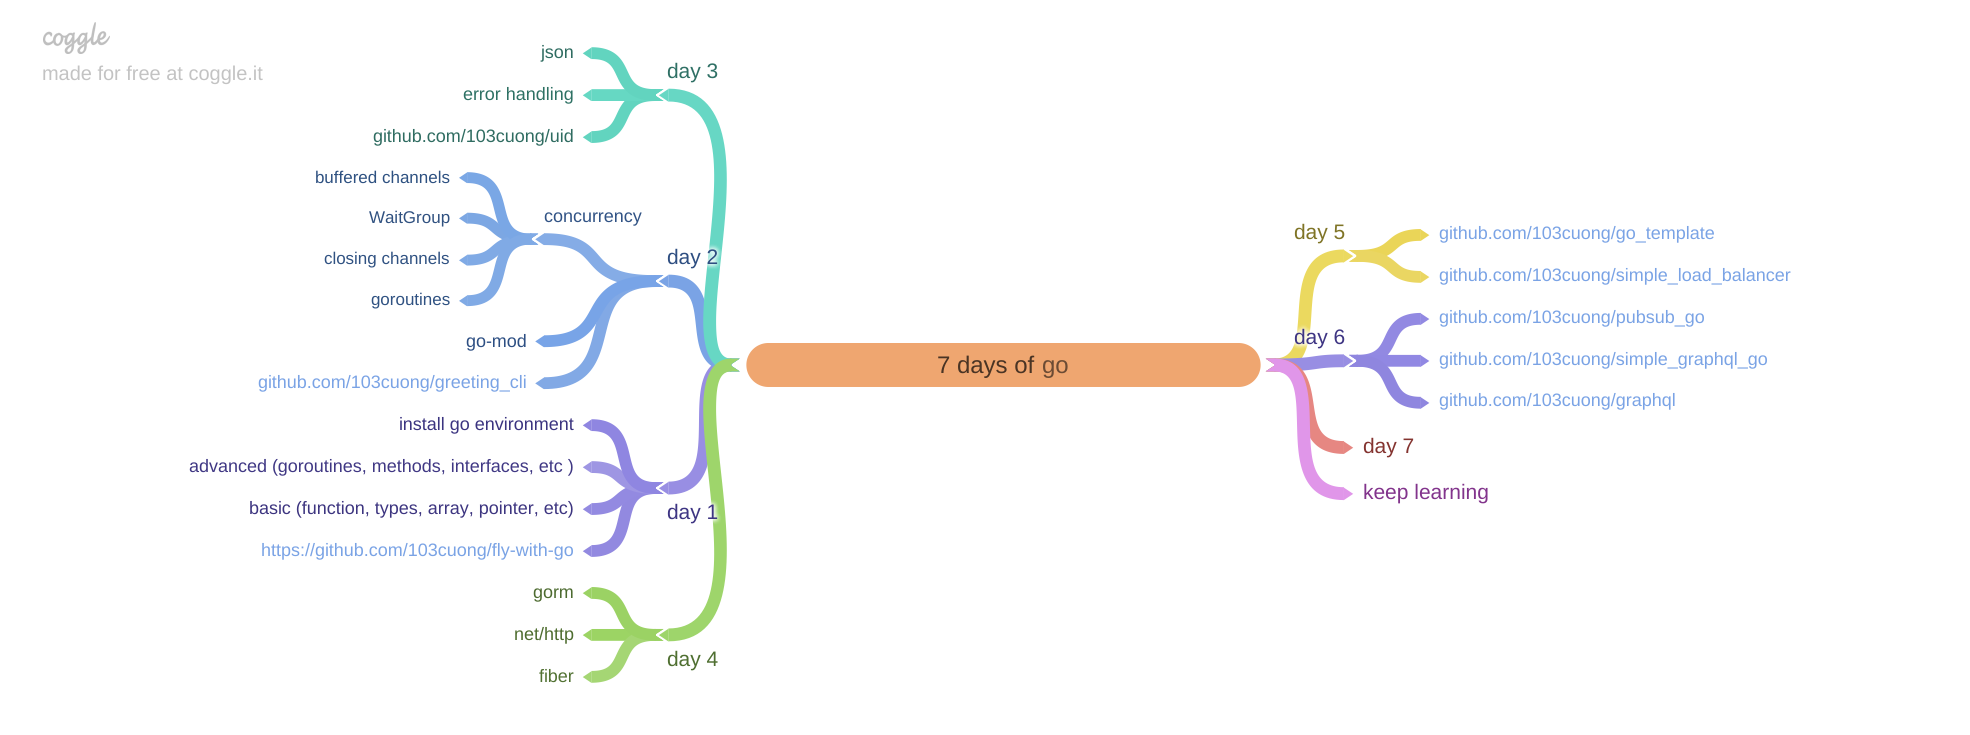 coggle
made for free at coggle.it
json
error handling
github.com/103cuong/uid
day 3
buffered channels
WaitGroup
closing channels
goroutines
concurrency
go-mod
github.com/103cuong/greeting_cli
day 2
install go environment
advanced (goroutines, methods, interfaces, etc )
basic (function, types, array, pointer, etc)
https://github.com/103cuong/fly-with-go
day 1
gorm
net/http
fiber
day 4
7 days of go
day 5
github.com/103cuong/go_template
github.com/103cuong/simple_load_balancer
day 6
github.com/103cuong/pubsub_go
github.com/103cuong/simple_graphql_go
github.com/103cuong/graphql
day 7
keep learning